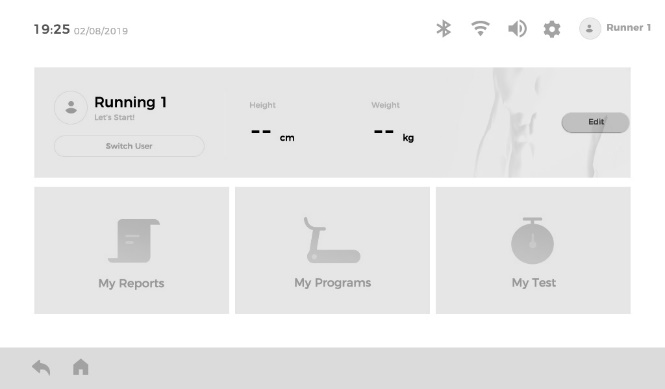 19:25 02/08/2019
Runner 1
Running 1
Let's Start!
Switch User
Height
-- cm
Weight
-- kg
Edit
My Reports
My Programs
My Test